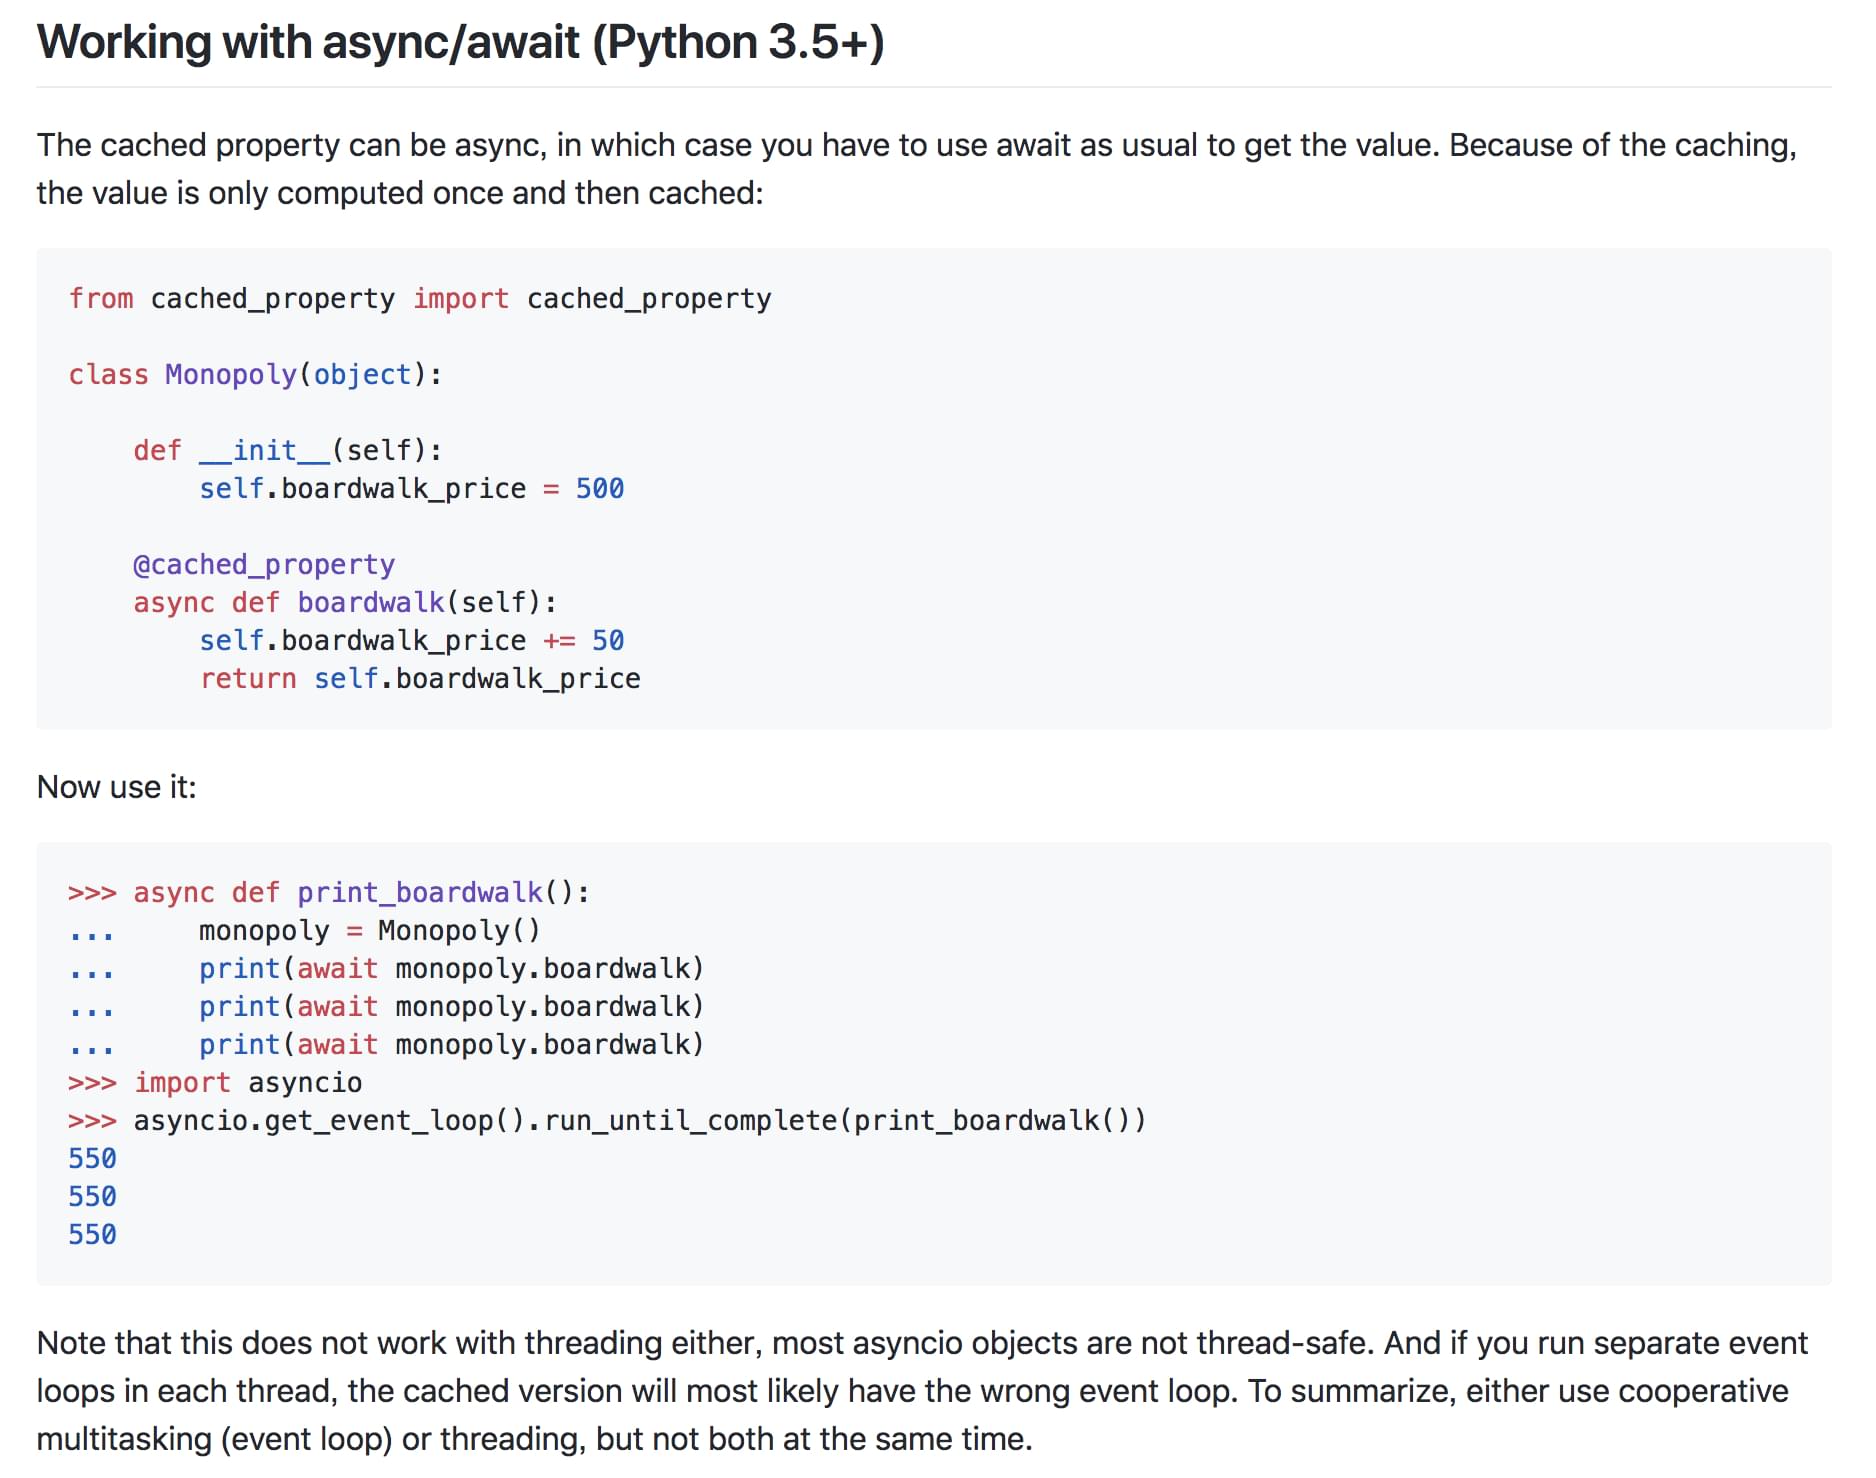 Working with async/await (Python 3.5+)
The cached property can be async, in which case you have to use await as usual to get the value. Because of the caching,
the value is only computed once and then cached:
from cached_property import cached_property
class Monopoly(object):
    def __init__(self):
        self.boardwalk_price = 500
    @cached_property
    async def boardwalk(self):
        self.boardwalk_price += 50
        return self.boardwalk_price
Now use it:
>>> async def print_boardwalk():
...     monopoly = Monopoly()
...     print(await monopoly.boardwalk)
...     print(await monopoly.boardwalk)
...     print(await monopoly.boardwalk)
>>> import asyncio
>>> asyncio.get_event_loop().run_until_complete(print_boardwalk())
550
550
550
Note that this does not work with threading either, most asyncio objects are not thread-safe. And if you run separate event
loops in each thread, the cached version will most likely have the wrong event loop. To summarize, either use cooperative
multitasking (event loop) or threading, but not both at the same time.